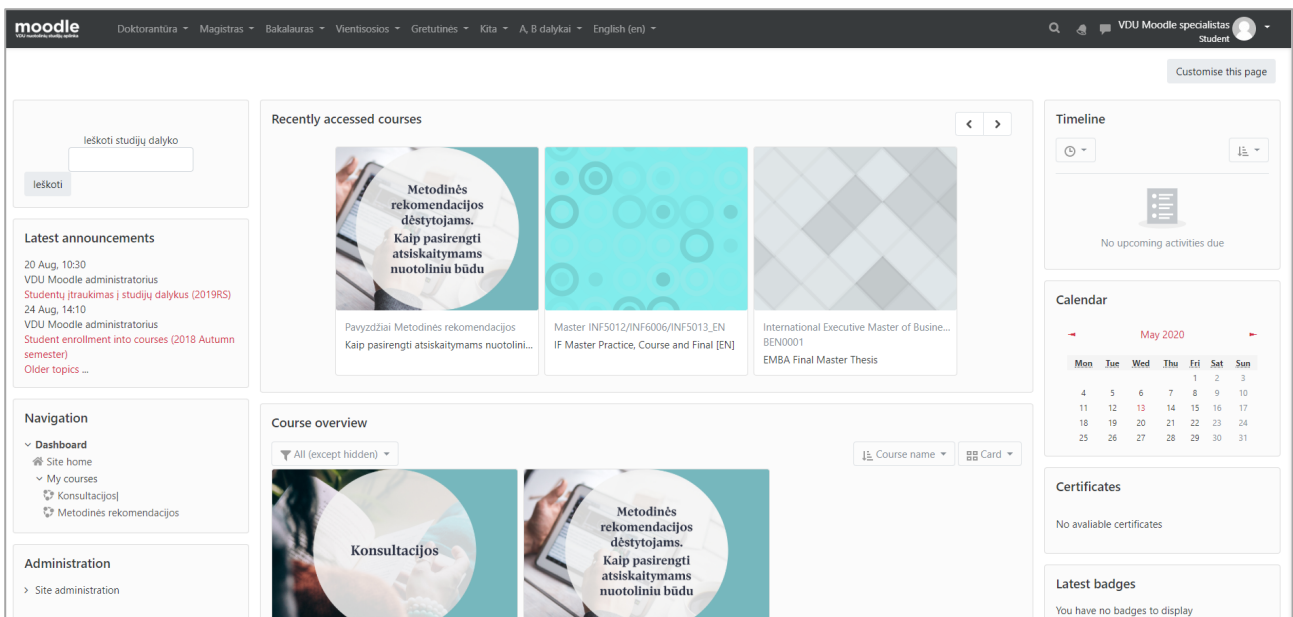 moodle
VDU nuotolinių studijų aplinka
Doktorantūra Magistras Bakalauras Vientisosios Gretutinės Kita A, B dalykai English (en)
VDU Moodle specialistas
Student
Customise this page
Ieškoti studijų dalyko
Ieškoti
Latest announcements
20 Aug, 10:30
VDU Moodle administratorius
Studentų įtraukimas į studijų dalykus (2019RS)
24 Aug, 14:10
VDU Moodle administratorius
Student enrollment into courses (2018 Autumn
semester)
Older topics ...
Navigation
Dashboard
Site home
My courses
Konsultacijos|
Metodinės rekomendacijos
Administration
Site administration
Recently accessed courses
Metodinės
rekomendacijos
dėstytojams.
Kaip pasirengti
atsiskaitymams
nuotoliniu būdu
Pavyzdžiai Metodinės rekomendacijos
Kaip pasirengti atsiskaitymams nuotolini...
Master INF5012/INF6006/INF5013_EN
IF Master Practice, Course and Final [EN]
International Executive Master of Busine...
BEN0001
EMBA Final Master Thesis
Course overview
All (except hidden)
Course name
Card
Konsultacijos
Metodinės
rekomendacijos
dėstytojams.
Kaip pasirengti
atsiskaitymams
nuotoliniu būdu
Timeline
No upcoming activities due
Calendar
May 2020
Mon Tue Wed Thu Fri Sat Sun
1 2 3
4 5 6 7 8 9 10
11 12 13 14 15 16 17
18 19 20 21 22 23 24
25 26 27 28 29 30 31
Certificates
No avaliable certificates
Latest badges
You have no badges to display